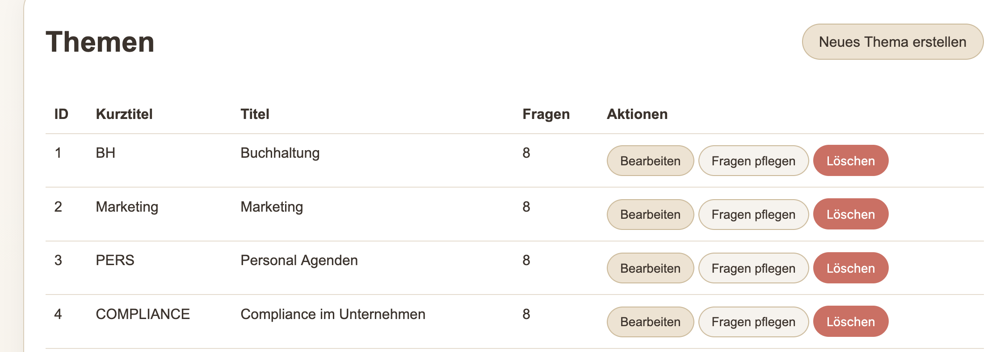 Themen
Neues Thema erstellen
ID Kurztitel Titel Fragen Aktionen
1 BH Buchhaltung 8 Bearbeiten Fragen pflegen Löschen
2 Marketing Marketing 8 Bearbeiten Fragen pflegen Löschen
3 PERS Personal Agenden 8 Bearbeiten Fragen pflegen Löschen
4 COMPLIANCE Compliance im Unternehmen 8 Bearbeiten Fragen pflegen Löschen